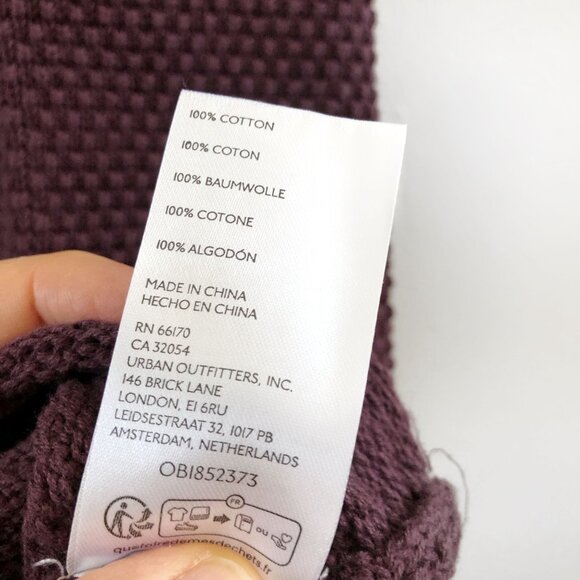 100% COTTON
100% COTON
100% BAUMWOLLE
100% COTONE
100% ALGODÓN
MADE IN CHINA
HECHO EN CHINA
RN 66170
CA 32054
URBAN OUTFITTERS, INC.
146 BRICK LANE
LONDON, E1 6RU
LEIDSESTRAAT 32, 1017 PB
AMSTERDAM, NETHERLANDS
OB1852373
FR
OU
quefairedemesdechets.fr